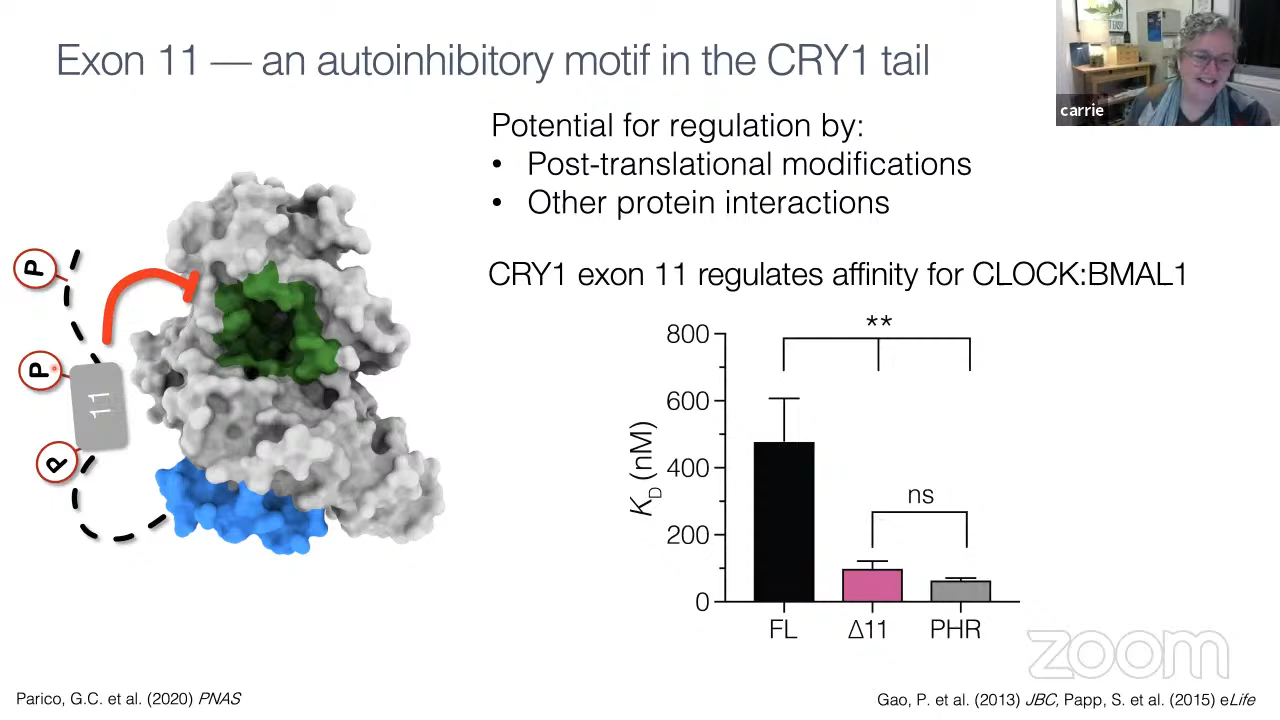 Exon 11 — an autoinhibitory motif in the CRY1 tail
carrie
Potential for regulation by:
• Post-translational modifications
• Other protein interactions
CRY1 exon 11 regulates affinity for CLOCK:BMAL1
P
P
11
P
**
800
600
400
200
0
KD (nM)
ns
FL
Δ11
PHR
zoom
Parico, G.C. et al. (2020) PNAS
Gao, P. et al. (2013) JBC, Papp, S. et al. (2015) eLife